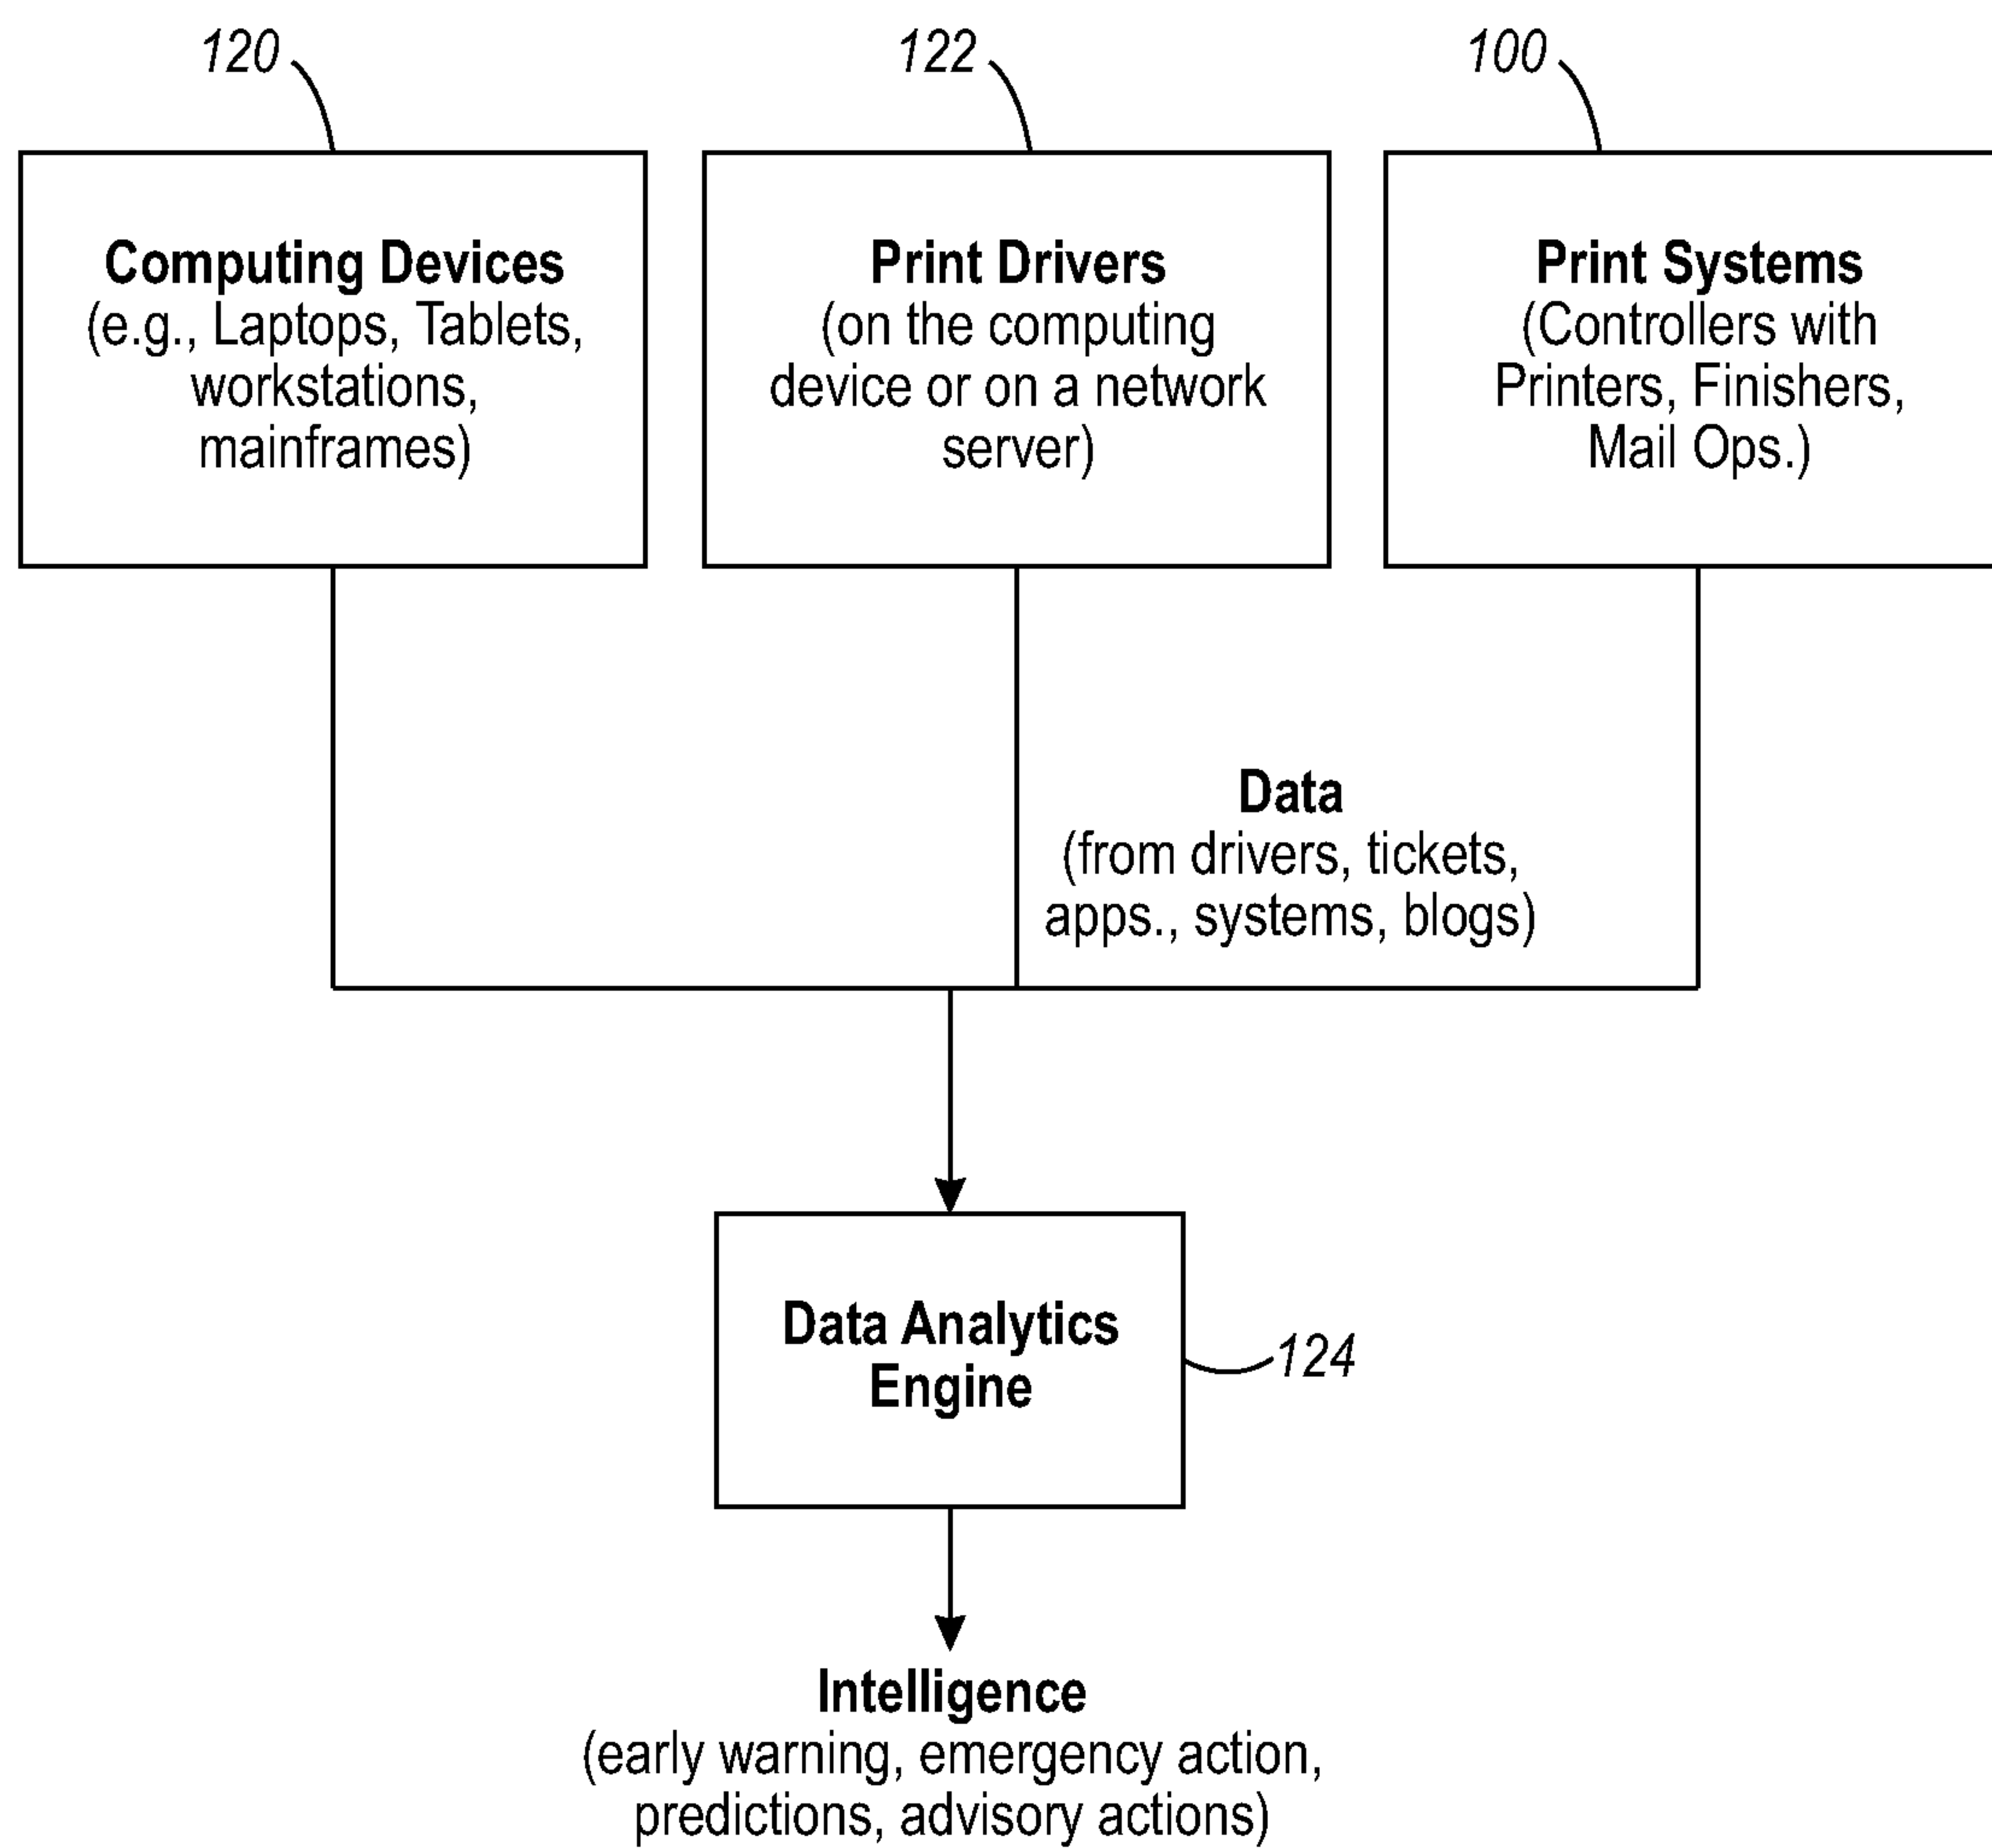 120
122
100
Computing Devices
(e.g., Laptops, Tablets,
workstations,
mainframes)
Print Drivers
(on the computing
device or on a network
server)
Print Systems
(Controllers with
Printers, Finishers,
Mail Ops.)
Data
(from drivers, tickets,
apps., systems, blogs)
Data Analytics
Engine
124
Intelligence
(early warning, emergency action,
predictions, advisory actions)